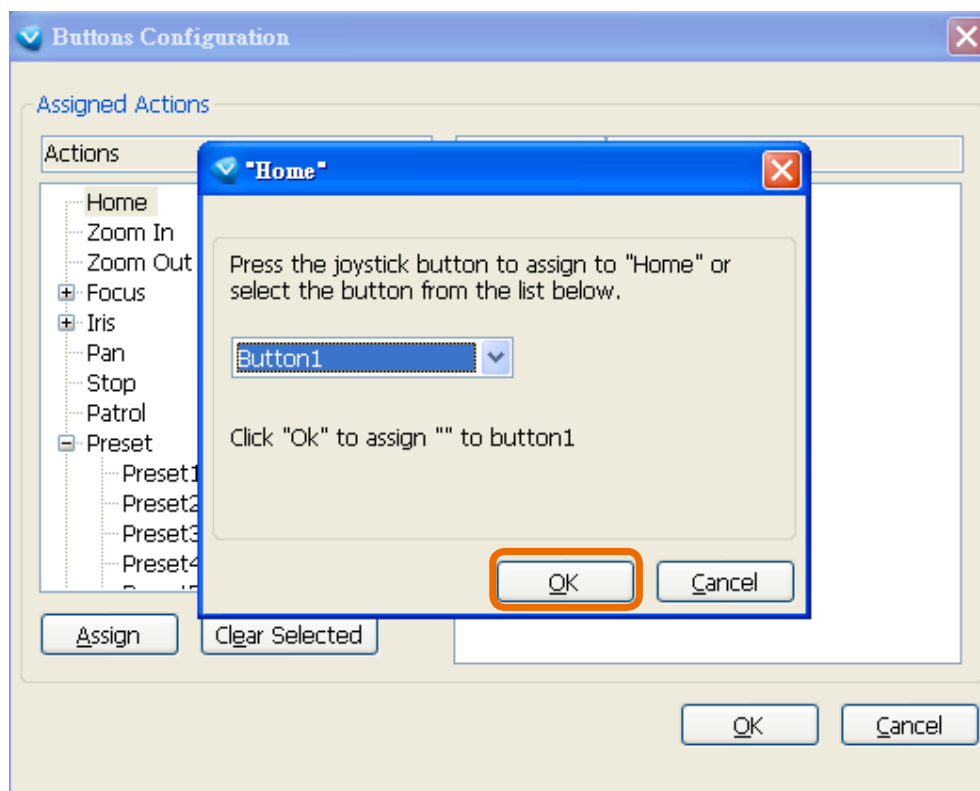 Buttons Configuration
Assigned Actions
Actions
Home
Zoom In
Zoom Out
Focus
Iris
Pan
Stop
Patrol
Preset
Preset1
Preset2
Preset3
Preset4
"Home"
Press the joystick button to assign to "Home" or
select the button from the list below.
Button1
Click "Ok" to assign "" to button1
OK
Cancel
Assign
Clear Selected
OK
Cancel